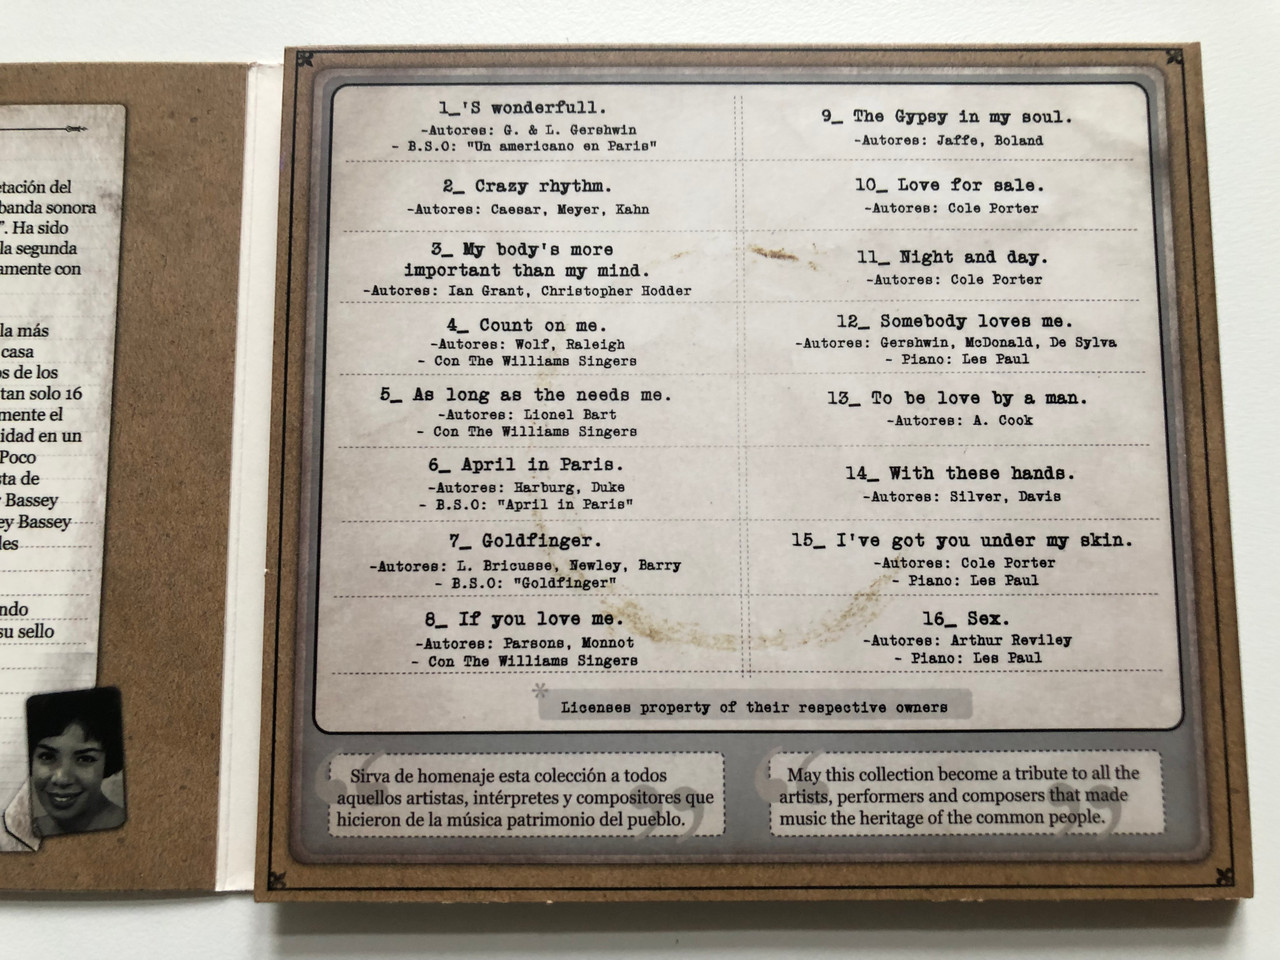 etación del
banda sonora
”. Ha sido
la segunda
amente con
la más
casa
os de los
tan solo 16
mente el
idad en un
Poco
sta de
Bassey
ey Bassey
les
ndo
su sello
1_'S wonderfull.
-Autores: G. & L. Gershwin
- B.S.O: "Un americano en Paris"
2_ Crazy rhythm.
-Autores: Caesar, Meyer, Kahn
3_ My body's more
important than my mind.
-Autores: Ian Grant, Christopher Hodder
4_ Count on me.
-Autores: Wolf, Raleigh
- Con The Williams Singers
5_ As long as the needs me.
-Autores: Lionel Bart
- Con The Williams Singers
6_ April in Paris.
-Autores: Harburg, Duke
- B.S.O: "April in Paris"
7_ Goldfinger.
-Autores: L. Bricusse, Newley, Barry
- B.S.O: "Goldfinger"
8_ If you love me.
-Autores: Parsons, Monnot
- Con The Williams Singers
9_ The Gypsy in my soul.
-Autores: Jaffe, Boland
10_ Love for sale.
-Autores: Cole Porter
11_ Night and day.
-Autores: Cole Porter
12_ Somebody loves me.
-Autores: Gershwin, McDonald, De Sylva
- Piano: Les Paul
13_ To be love by a man.
-Autores: A. Cook
14_ With these hands.
-Autores: Silver, Davis
15_ I've got you under my skin.
-Autores: Cole Porter
- Piano: Les Paul
16_ Sex.
-Autores: Arthur Reviley
- Piano: Les Paul
* Licenses property of their respective owners
Sirva de homenaje esta colección a todos
aquellos artistas, intérpretes y compositores que
hicieron de la música patrimonio del pueblo.
May this collection become a tribute to all the
artists, performers and composers that made
music the heritage of the common people.